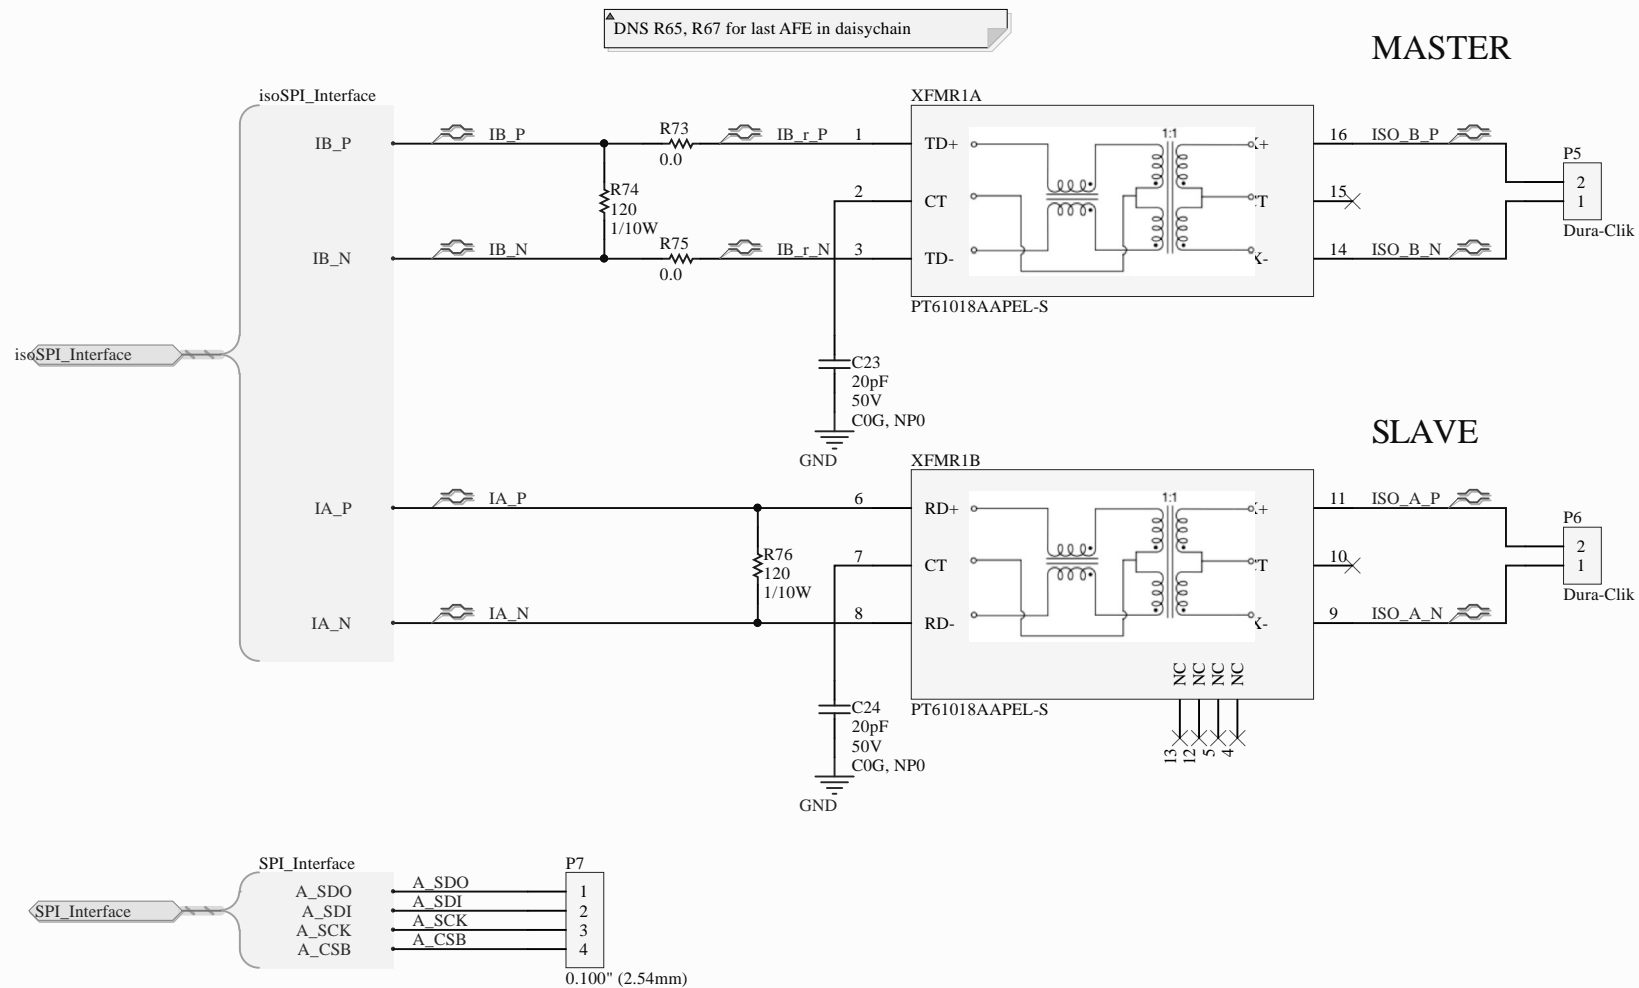 DNS R65, R67 for last AFE in daisychain
MASTER
isoSPI_Interface
XFMR1A
IB_P
IB_P
R73
0.0
IB_r_P
1
TD+
1:1
X+
16
ISO_B_P
P5
R74
120
1/10W
2
CT
CT
15
2
1
Dura-Clik
IB_N
IB_N
R75
0.0
IB_r_N
3
TD-
X-
14
ISO_B_N
PT61018AAPEL-S
isoSPI_Interface
C23
20pF
50V
C0G, NP0
GND
SLAVE
XFMR1B
IA_P
IA_P
6
RD+
1:1
X+
11
ISO_A_P
P6
R76
120
1/10W
7
CT
CT
10
2
1
Dura-Clik
IA_N
IA_N
8
RD-
X-
9
ISO_A_N
NC
NC
NC
NC
13
12
5
4
PT61018AAPEL-S
C24
20pF
50V
C0G, NP0
GND
SPI_Interface
P7
SPI_Interface
A_SDO
A_SDO
1
A_SDI
A_SDI
2
A_SCK
A_SCK
3
A_CSB
A_CSB
4
0.100" (2.54mm)